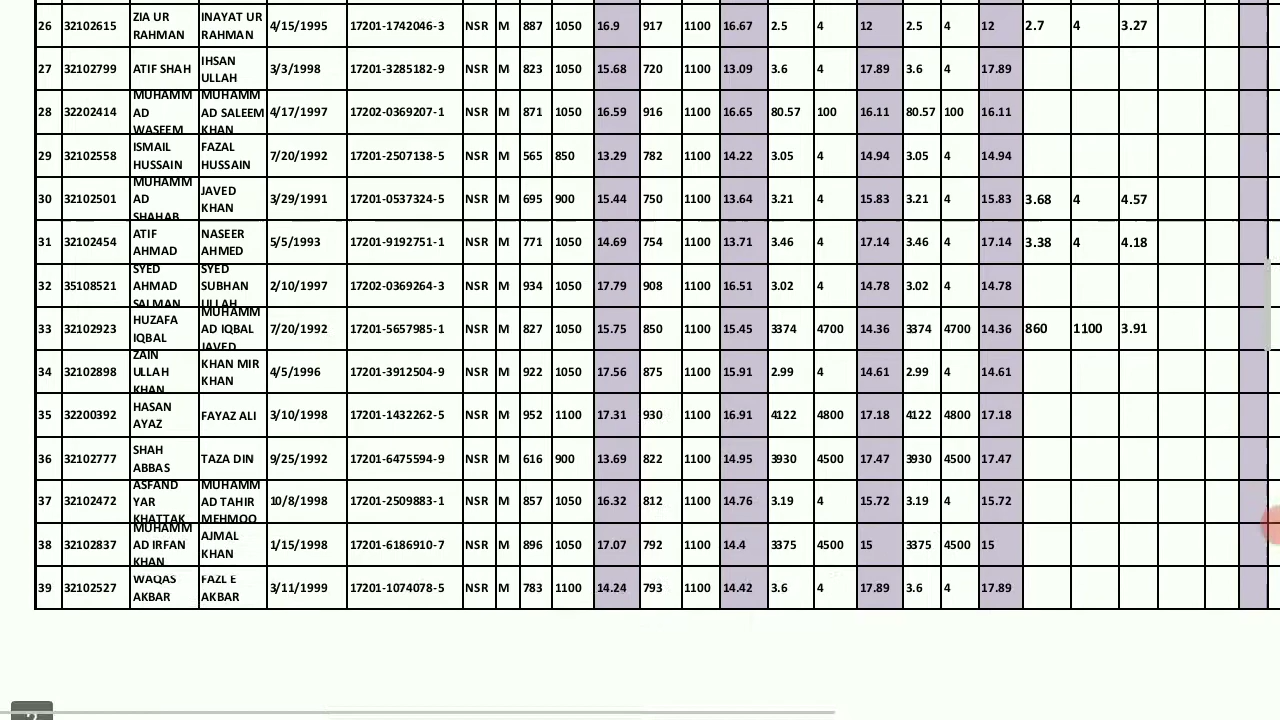 26 32102615 ZIA UR RAHMAN INAYAT UR RAHMAN 4/15/1995 17201-1742046-3 NSR M 887 1050 16.9 917 1100 16.67 2.5 4 12 2.5 4 12 2.7 4 3.27
27 32102799 ATIF SHAH IHSAN ULLAH 3/3/1998 17201-3285182-9 NSR M 823 1050 15.68 720 1100 13.09 3.6 4 17.89 3.6 4 17.89
28 32202414 MUHAMMAD WASEEM MUHAMMAD SALEEM KHAN 4/17/1997 17202-0369207-1 NSR M 871 1050 16.59 916 1100 16.65 80.57 100 16.11 80.57 100 16.11
29 32102558 ISMAIL HUSSAIN FAZAL HUSSAIN 7/20/1992 17201-2507138-5 NSR M 565 850 13.29 782 1100 14.22 3.05 4 14.94 3.05 4 14.94
30 32102501 MUHAMMAD SHAHAB JAVED KHAN 3/29/1991 17201-0537324-5 NSR M 695 900 15.44 750 1100 13.64 3.21 4 15.83 3.21 4 15.83 3.68 4 4.57
31 32102454 ATIF AHMAD NASEER AHMED 5/5/1993 17201-9192751-1 NSR M 771 1050 14.69 754 1100 13.71 3.46 4 17.14 3.46 4 17.14 3.38 4 4.18
32 35108521 SYED AHMAD SALMAN SYED SUBHAN ULLAH 2/10/1997 17202-0369264-3 NSR M 934 1050 17.79 908 1100 16.51 3.02 4 14.78 3.02 4 14.78
33 32102923 HUZAFA IQBAL MUHAMMAD IQBAL JAVED 7/20/1992 17201-5657985-1 NSR M 827 1050 15.75 850 1100 15.45 3374 4700 14.36 3374 4700 14.36 860 1100 3.91
34 32102898 ZAIN ULLAH KHAN KHAN MIR KHAN 4/5/1996 17201-3912504-9 NSR M 922 1050 17.56 875 1100 15.91 2.99 4 14.61 2.99 4 14.61
35 32200392 HASAN AYAZ FAYAZ ALI 3/10/1998 17201-1432262-5 NSR M 952 1100 17.31 930 1100 16.91 4122 4800 17.18 4122 4800 17.18
36 32102777 SHAH ABBAS TAZA DIN 9/25/1992 17201-6475594-9 NSR M 616 900 13.69 822 1100 14.95 3930 4500 17.47 3930 4500 17.47
37 32102472 ASFAND YAR KHATTAK MUHAMMAD TAHIR MEHMOO 10/8/1998 17201-2509883-1 NSR M 857 1050 16.32 812 1100 14.76 3.19 4 15.72 3.19 4 15.72
38 32102837 MUHAMMAD IRFAN KHAN AJMAL KHAN 1/15/1998 17201-6186910-7 NSR M 896 1050 17.07 792 1100 14.4 3375 4500 15 3375 4500 15
39 32102527 WAQAS AKBAR FAZL E AKBAR 3/11/1999 17201-1074078-5 NSR M 783 1100 14.24 793 1100 14.42 3.6 4 17.89 3.6 4 17.89